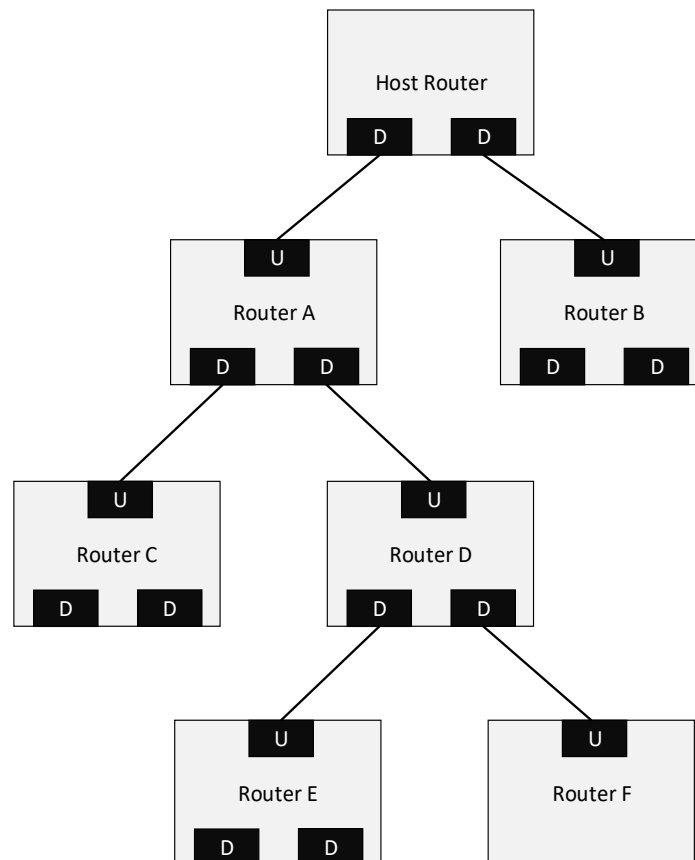 Host Router
D D
U U
Router A Router B
D D D D
U U
Router C Router D
D D D D
U U
Router E Router F
D D